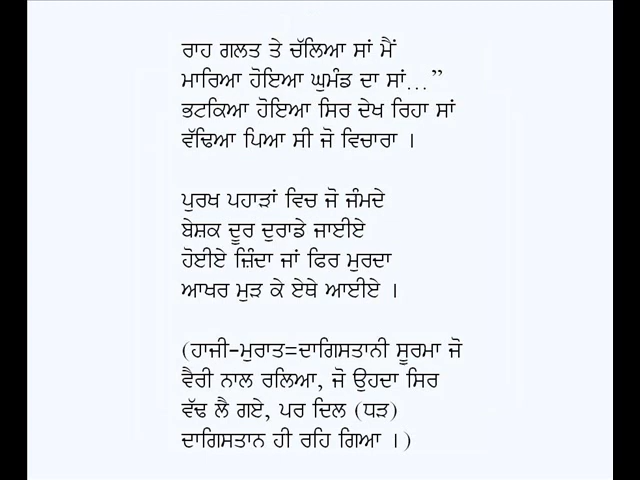 ਰਾਹ ਗਲਤ ਤੇ ਚੱਲਿਆ ਸਾਂ ਮੈਂ
ਮਾਰਿਆ ਹੋਇਆ ਘੁਮੰਡ ਦਾ ਸਾਂ...”
ਭਟਕਿਆ ਹੋਇਆ ਸਿਰ ਦੇਖ ਰਿਹਾ ਸਾਂ
ਵੱਢਿਆ ਪਿਆ ਸੀ ਜੋ ਵਿਚਾਰਾ ।

ਪੁਰਖ ਪਹਾੜਾਂ ਵਿਚ ਜੋ ਜੰਮਦੇ
ਬੇਸ਼ਕ ਦੂਰ ਦੁਰਾਡੇ ਜਾਈਏ
ਹੋਈਏ ਜ਼ਿੰਦਾ ਜਾਂ ਫਿਰ ਮੁਰਦਾ
ਆਖਰ ਮੁੜ ਕੇ ਏਥੇ ਆਈਏ ।

(ਹਾਜੀ-ਮੁਰਾਤ=ਦਾਗਿਸਤਾਨੀ ਸੂਰਮਾ ਜੋ
ਵੈਰੀ ਨਾਲ ਰਲਿਆ, ਜੋ ਉਹਦਾ ਸਿਰ
ਵੱਢ ਲੈ ਗਏ, ਪਰ ਦਿਲ (ਧੜ)
ਦਾਗਿਸਤਾਨ ਹੀ ਰਹਿ ਗਿਆ ।)